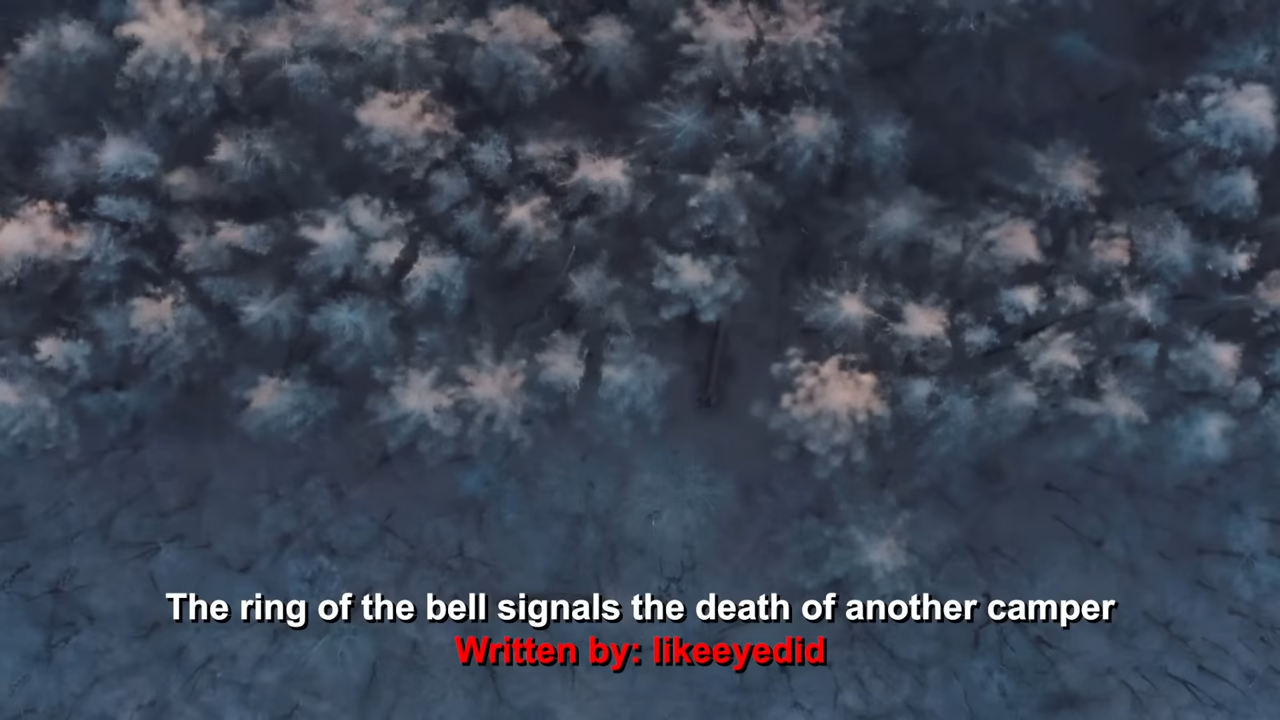 The ring of the bell signals the death of another camper
Written by: likeeyedid